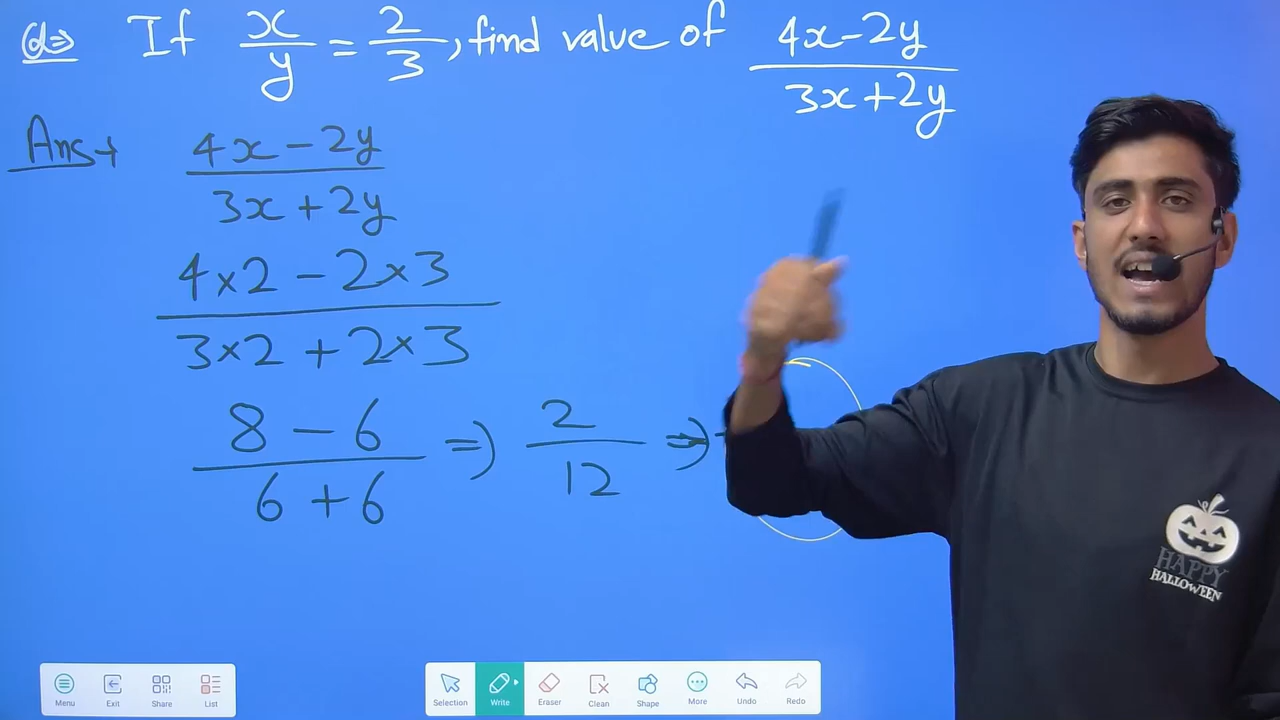 Q⇒ If x/y = 2/3, find value of (4x-2y)/(3x+2y)
Ans→ (4x-2y)/(3x+2y)
(4×2-2×3)/(3×2+2×3)
(8-6)/(6+6) ⇒ 2/12 ⇒
HAPPY
HALLOWEEN
Menu Exit Share List Selection Write Eraser Clean Shape More Undo Redo